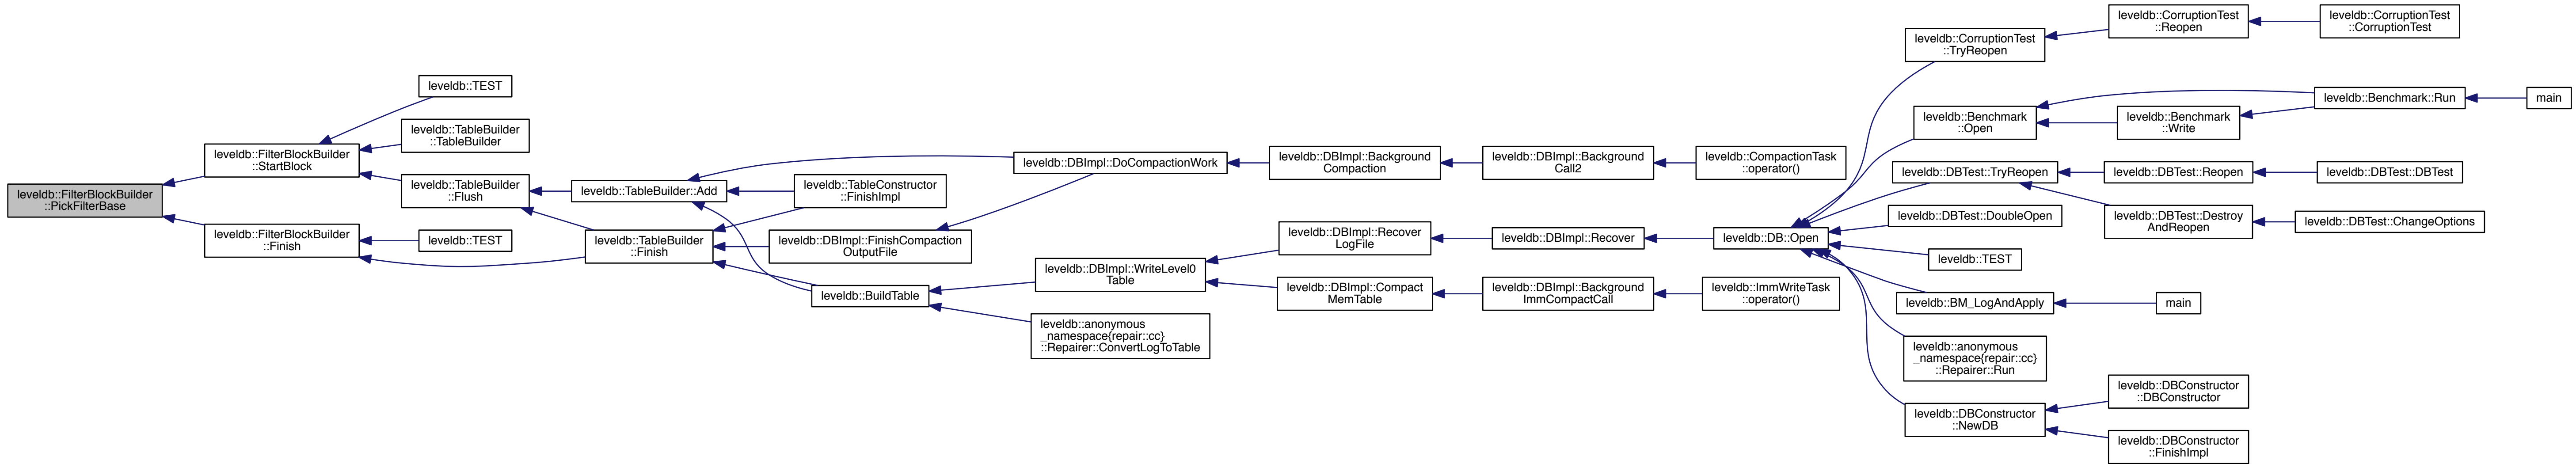 leveldb::FilterBlockBuilder
::PickFilterBase
leveldb::FilterBlockBuilder
::StartBlock
leveldb::FilterBlockBuilder
::Finish
leveldb::TEST
leveldb::TableBuilder
::TableBuilder
leveldb::TableBuilder
::Flush
leveldb::TEST
leveldb::TableBuilder::Add
leveldb::TableBuilder
::Finish
leveldb::TableConstructor
::FinishImpl
leveldb::DBImpl::FinishCompaction
OutputFile
leveldb::BuildTable
leveldb::DBImpl::DoCompactionWork
leveldb::DBImpl::WriteLevel0
Table
leveldb::anonymous
_namespace{repair::cc}
::Repairer::ConvertLogToTable
leveldb::DBImpl::Background
Compaction
leveldb::DBImpl::Recover
LogFile
leveldb::DBImpl::Compact
MemTable
leveldb::DBImpl::Background
Call2
leveldb::DBImpl::Recover
leveldb::DBImpl::Background
ImmCompactCall
leveldb::CompactionTask
::operator()
leveldb::DB::Open
leveldb::ImmWriteTask
::operator()
leveldb::CorruptionTest
::TryReopen
leveldb::Benchmark
::Open
leveldb::DBTest::TryReopen
leveldb::DBTest::DoubleOpen
leveldb::TEST
leveldb::BM_LogAndApply
leveldb::anonymous
_namespace{repair::cc}
::Repairer::Run
leveldb::DBConstructor
::NewDB
leveldb::CorruptionTest
::Reopen
leveldb::Benchmark
::Write
leveldb::DBTest::Reopen
leveldb::DBTest::Destroy
AndReopen
main
leveldb::DBConstructor
::DBConstructor
leveldb::DBConstructor
::FinishImpl
leveldb::CorruptionTest
::CorruptionTest
leveldb::Benchmark::Run
leveldb::DBTest::DBTest
leveldb::DBTest::ChangeOptions
main